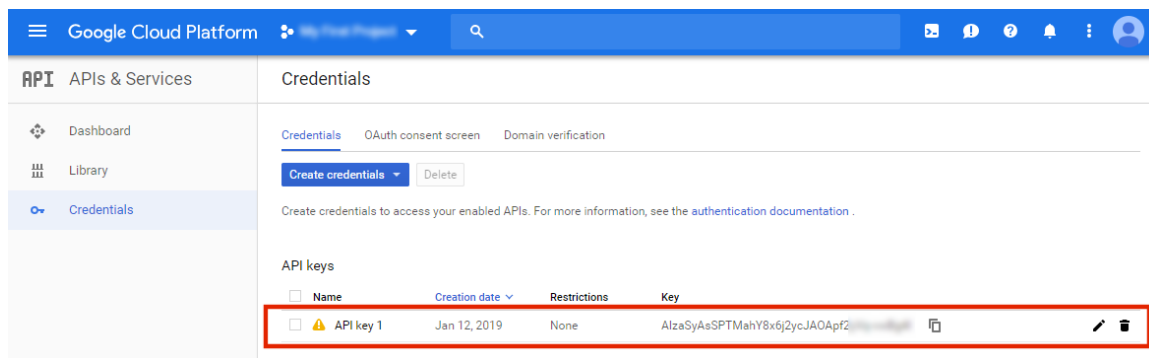 Google Cloud Platform
API APIs & Services
Credentials
Dashboard
Library
Credentials
Credentials OAuth consent screen Domain verification
Create credentials Delete
Create credentials to access your enabled APIs. For more information, see the authentication documentation .
API keys
Name Creation date Restrictions Key
API key 1 Jan 12, 2019 None AIzaSyAsSPTMahY8x6j2ycJAOApf2